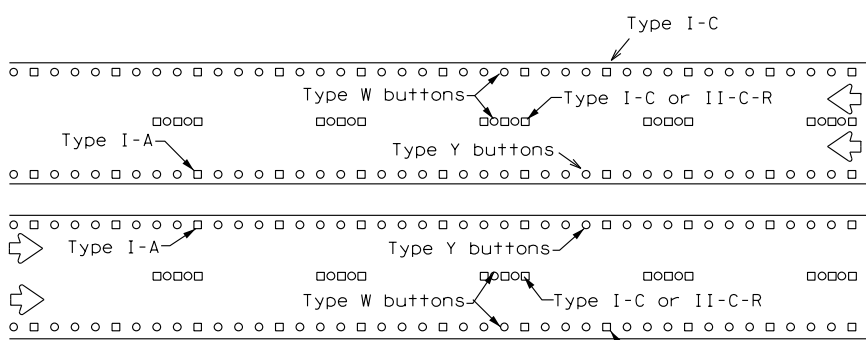 Type I-C
Type W buttons
Type I-C or II-C-R
Type I-A
Type Y buttons
Type I-A
Type Y buttons
Type W buttons
Type I-C or II-C-R